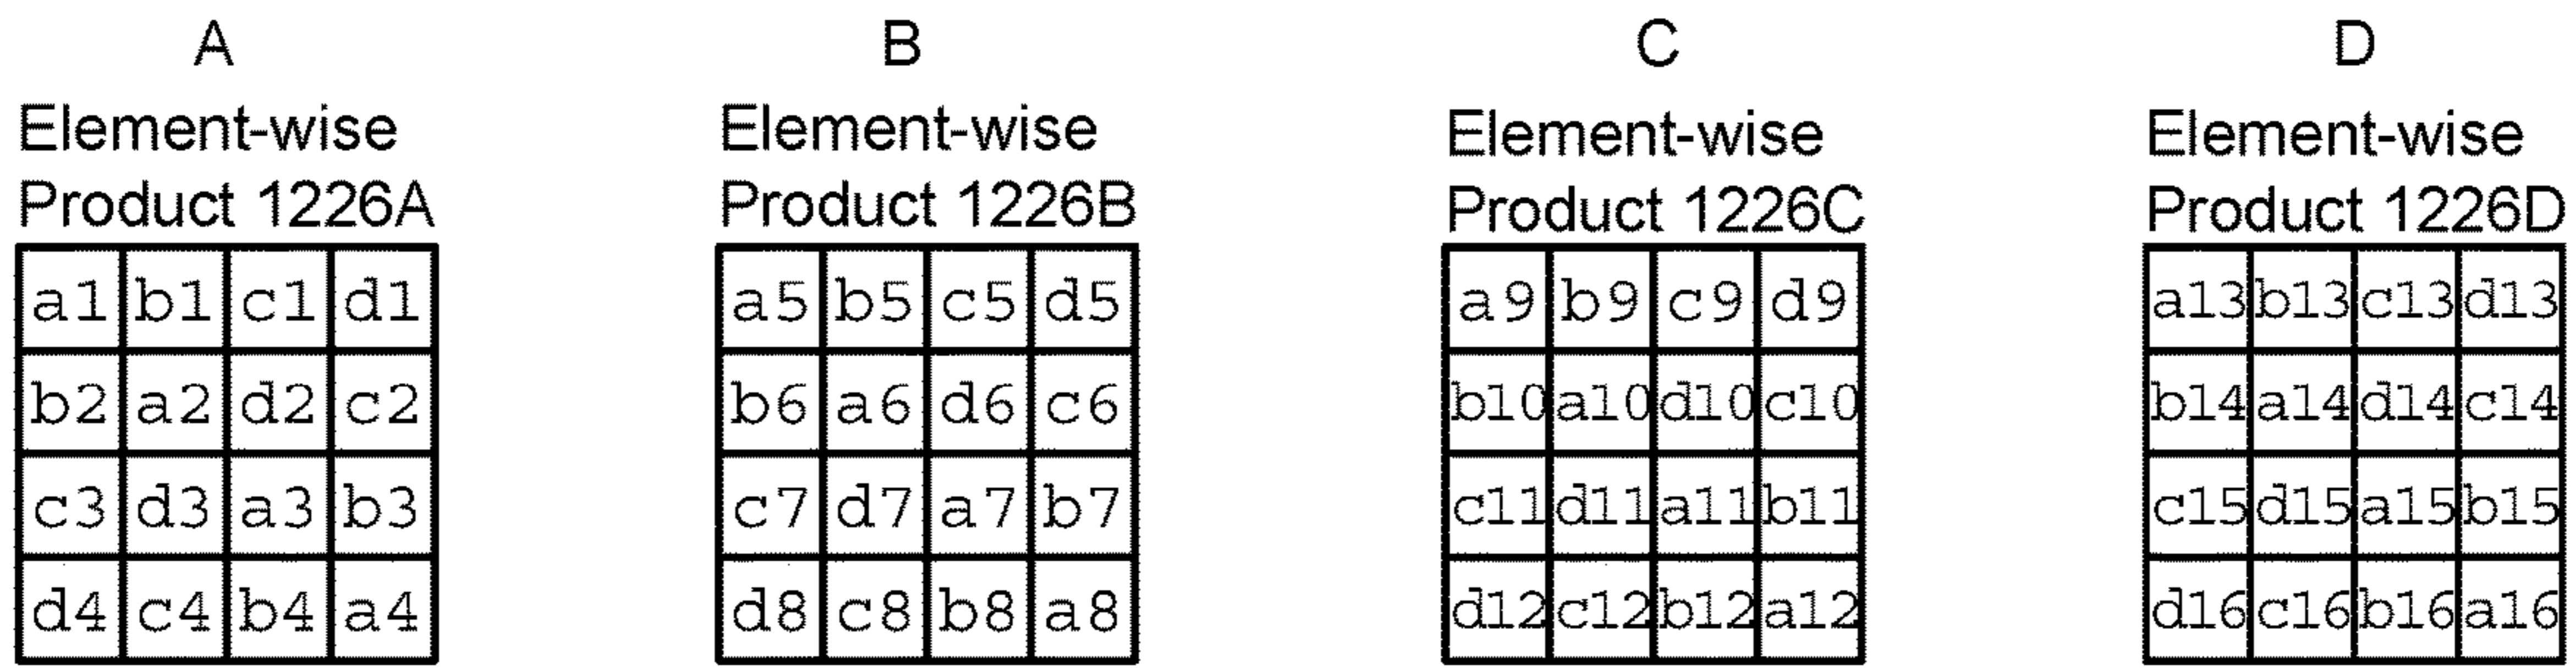 A
Element-wise
Product 1226A
a1 b1 c1 d1
b2 a2 d2 c2
c3 d3 a3 b3
d4 c4 b4 a4
B
Element-wise
Product 1226B
a5 b5 c5 d5
b6 a6 d6 c6
c7 d7 a7 b7
d8 c8 b8 a8
C
Element-wise
Product 1226C
a9 b9 c9 d9
b10 a10 d10 c10
c11 d11 a11 b11
d12 c12 b12 a12
D
Element-wise
Product 1226D
a13 b13 c13 d13
b14 a14 d14 c14
c15 d15 a15 b15
d16 c16 b16 a16